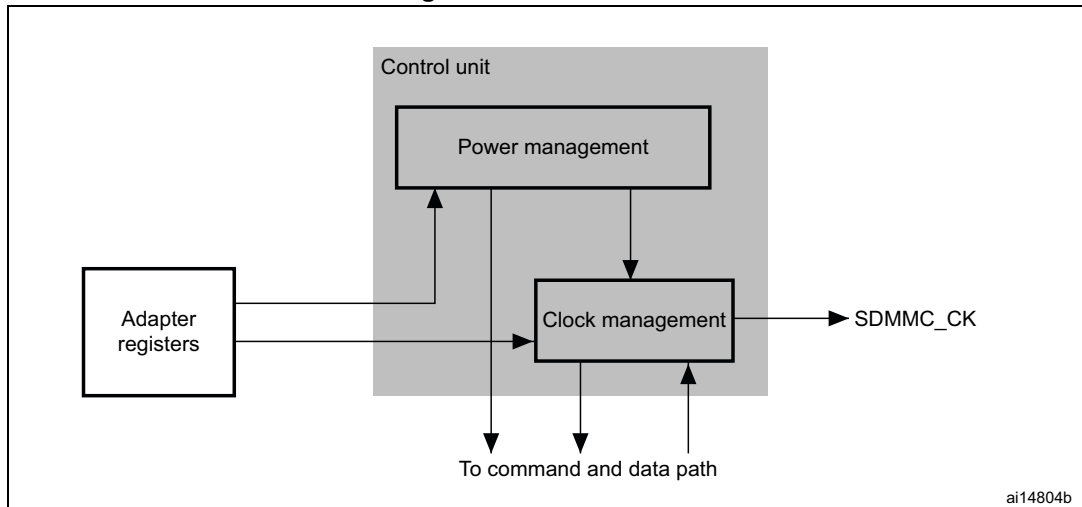 Control unit
Power management
Adapter
registers
Clock management
SDMMC_CK
To command and data path
ai14804b